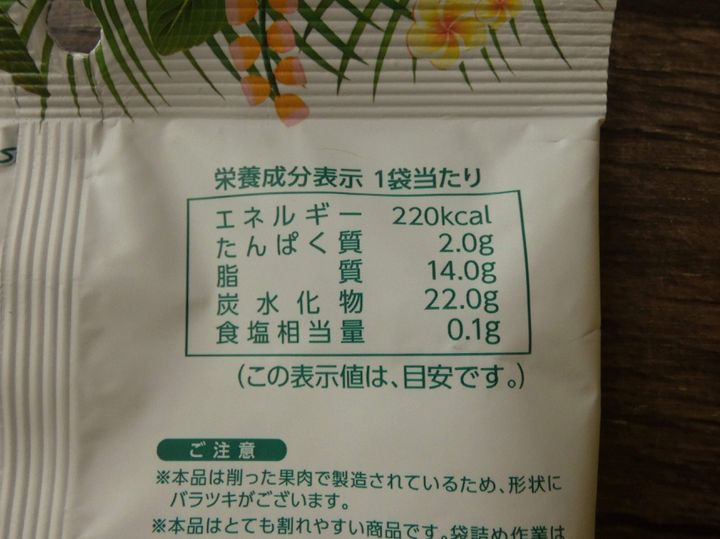 栄養成分表示 1袋当たり
エネルギー 220kcal
たんぱく質 2.0g
脂質 14.0g
炭水化物 22.0g
食塩相当量 0.1g
(この表示値は、目安です。)
ご注意
※本品は削った果肉で製造されているため、形状に
バラツキがございます。
※本品はとても割れやすい商品です。袋詰め作業は